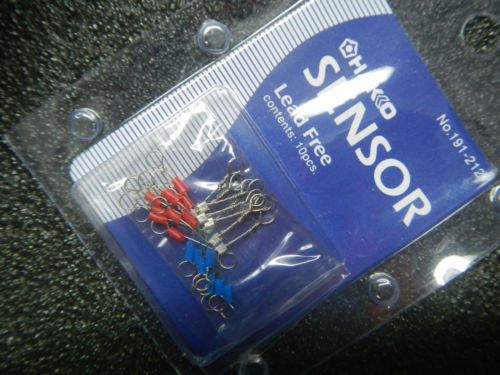 HAKKO
SENSOR
No.191-212
Lead Free
contents: 10pcs.